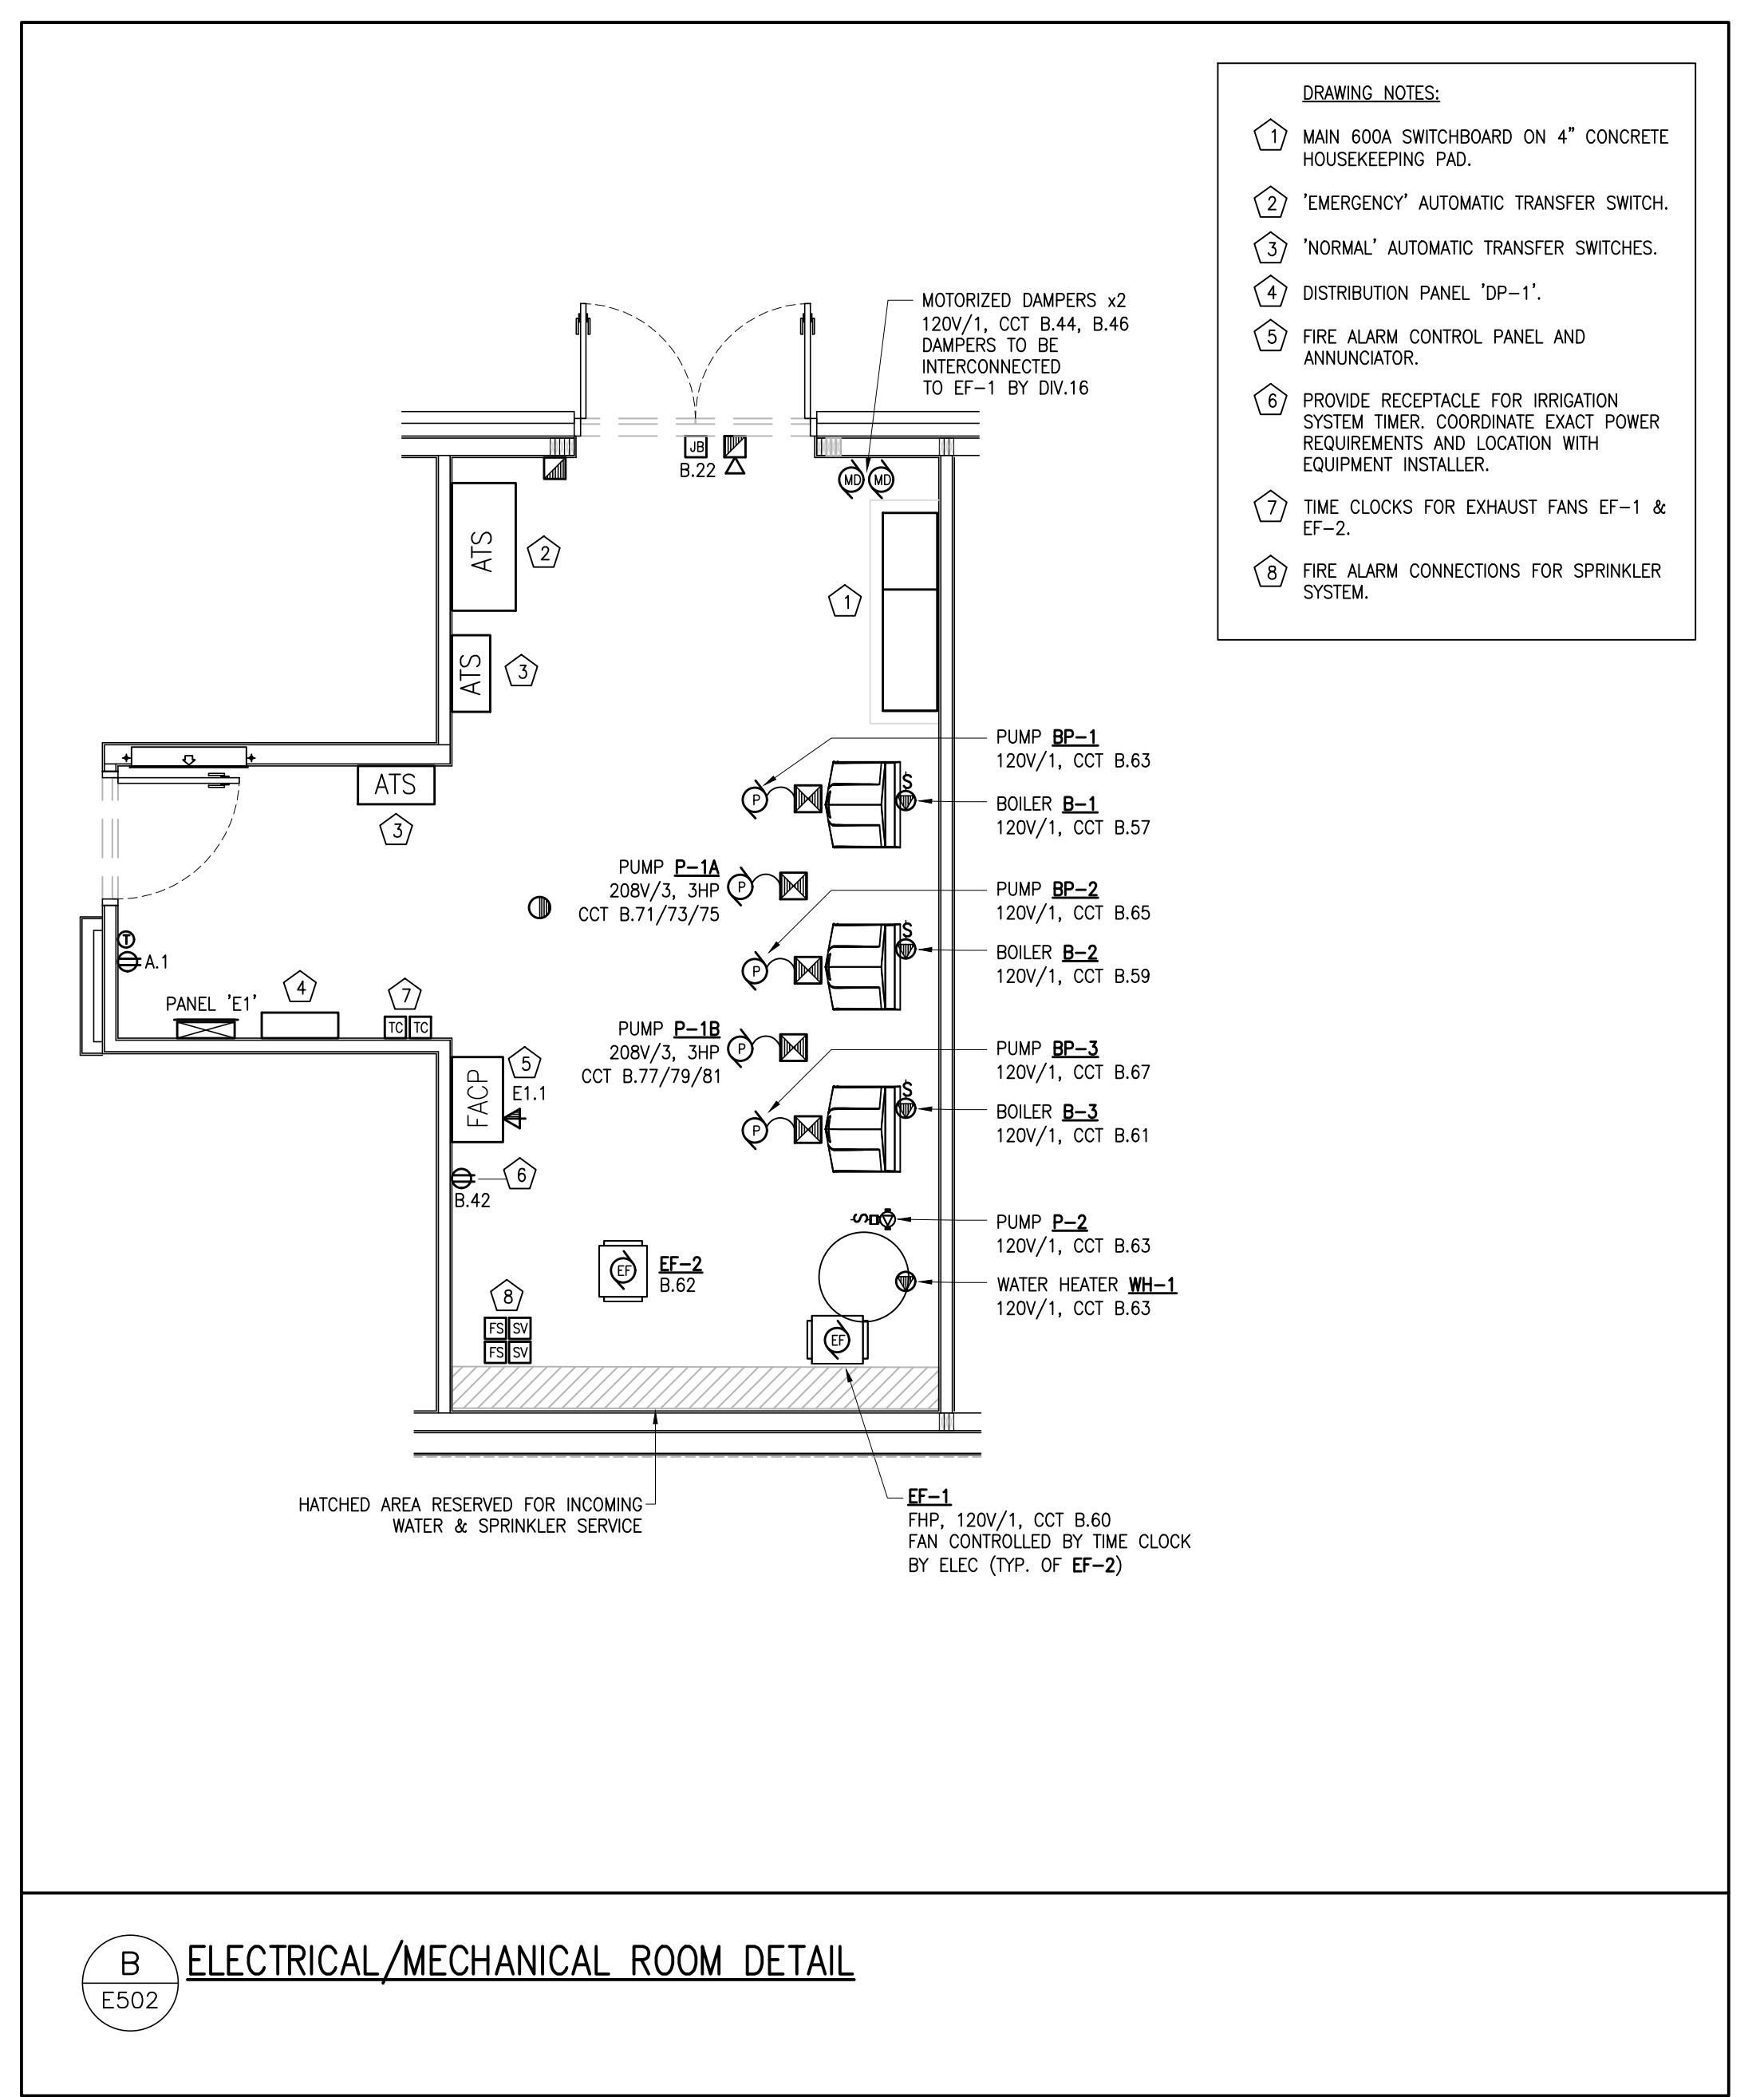 DRAWING NOTES:
1 MAIN 600A SWITCHBOARD ON 4" CONCRETE
HOUSEKEEPING PAD.
2 'EMERGENCY' AUTOMATIC TRANSFER SWITCH.
3 'NORMAL' AUTOMATIC TRANSFER SWITCHES.
4 DISTRIBUTION PANEL 'DP-1'.
5 FIRE ALARM CONTROL PANEL AND
ANNUNCIATOR.
6 PROVIDE RECEPTACLE FOR IRRIGATION
SYSTEM TIMER. COORDINATE EXACT POWER
REQUIREMENTS AND LOCATION WITH
EQUIPMENT INSTALLER.
7 TIME CLOCKS FOR EXHAUST FANS EF-1 &
EF-2.
8 FIRE ALARM CONNECTIONS FOR SPRINKLER
SYSTEM.
MOTORIZED DAMPERS x2
120V/1, CCT B.44, B.46
DAMPERS TO BE
INTERCONNECTED
TO EF-1 BY DIV.16
JB
B.22
MD MD
ATS
2
1
ATS
3
ATS
3
PUMP BP-1
120V/1, CCT B.63
P
S
BOILER B-1
120V/1, CCT B.57
PUMP P-1A
208V/3, 3HP
CCT B.71/73/75
P
PUMP BP-2
120V/1, CCT B.65
P
S
BOILER B-2
120V/1, CCT B.59
T
A.1
PANEL 'E1'
4
7
TC TC
PUMP P-1B
208V/3, 3HP
CCT B.77/79/81
P
PUMP BP-3
120V/1, CCT B.67
P
S
BOILER B-3
120V/1, CCT B.61
FACP
5
E1.1
6
B.42
S
PUMP P-2
120V/1, CCT B.63
WATER HEATER WH-1
120V/1, CCT B.63
EF
EF-2
B.62
8
FS SV
FS SV
EF
HATCHED AREA RESERVED FOR INCOMING
WATER & SPRINKLER SERVICE
EF-1
FHP, 120V/1, CCT B.60
FAN CONTROLLED BY TIME CLOCK
BY ELEC (TYP. OF EF-2)
B
E502
ELECTRICAL/MECHANICAL ROOM DETAIL